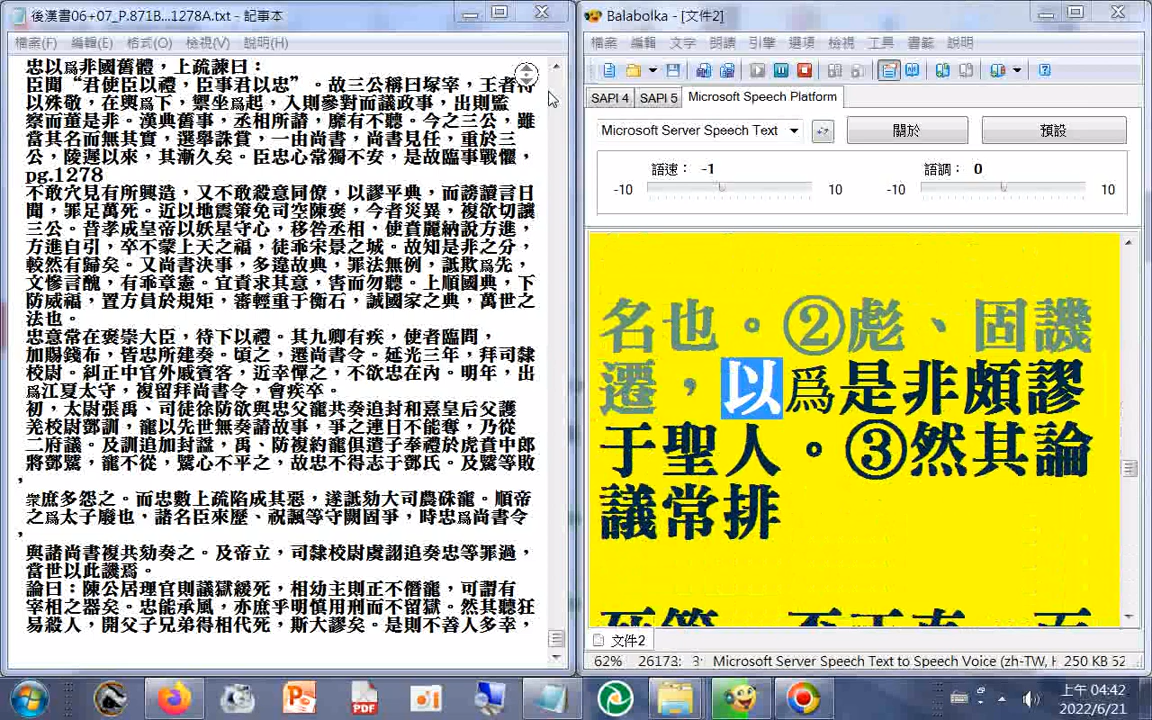 後漢書06+07_P.871B...1278A.txt - 記事本
檔案(F) 編輯(E) 格式(O) 檢視(V) 說明(H)
忠以爲非國舊體，上疏諫曰：
臣聞“君使臣以禮，臣事君以忠”。故三公稱曰塚宰，王者待
以殊敬，在輿爲下，禦坐爲起，入則參對而議政事，出則監
察而董是非。漢典舊事，丞相所請，靡有不聽。今之三公，雖
當其名而無其實，選舉誅賞，一由尚書，尚書見任，重於三
公，陵遲以來，其漸久矣。臣忠心常獨不安，是故臨事戰懼，
pg.1278
不敢穴見有所興造，又不敢殺意同僚，以謬平典，而謗讟言日
聞，罪足萬死。近以地震策免司空陳褒，今者災異，複欲切讓
三公。昔孝成皇帝以妖星守心，移咎丞相，使賁麗納說方進，
方進自引，卒不蒙上天之福，徒乖宋景之城。故知是非之分，
較然有歸矣。又尚書決事，多違故典，罪法無例，詆欺爲先，
文慘言醜，有乖章憲。宜責求其意，害而勿聽。上順國典，下
防威福，置方員於規矩，審輕重于衡石，誠國家之典，萬世之
法也。
忠意常在褒崇大臣，待下以禮。其九卿有疾，使者臨問，
加賜錢布，皆忠所建奏。頃之，遷尚書令。延光三年，拜司隸
校尉。糾正中官外戚賓客，近幸憚之，不欲忠在內。明年，出
爲江夏太守，複留拜尚書令，會疾卒。
初，太尉張禹、司徒徐防欲與忠父寵共奏追封和熹皇后父護
羌校尉鄧訓，寵以先世無奏請故事，爭之連日不能奪，乃從
二府議。及訓追加封諡，禹、防複約寵俱遣子奉禮於虎賁中郎
將鄧騭，寵不從，騭心不平之，故忠不得志于鄧氏。及騭等敗
，
衆庶多怨之。而忠數上疏陷成其惡，遂詆劾大司農硃寵。順帝
之爲太子廢也，諸名臣來歷、祝諷等守闕固爭，時忠爲尚書令
，
與諸尚書複共劾奏之。及帝立，司隸校尉虞詡追奏忠等罪過，
當世以此譏焉。
論曰：陳公居理官則議獄緩死，相幼主則正不僭寵，可謂有
宰相之器矣。忠能承風，亦庶乎明慎用刑而不留獄。然其聽狂
易殺人，開父子兄弟得相代死，斯大謬矣。是則不善人多幸，
Balabolka - [文件2]
檔案 編輯 文字 朗讀 引擎 選項 檢視 工具 書籤 說明
SAPI 4 SAPI 5 Microsoft Speech Platform
Microsoft Server Speech Text 關於 預設
語速： -1 語調： 0
-10 10 -10 10
名也。②彪、固譏
遷，以爲是非頗謬
于聖人。③然其論
議常排
文件2
62% 26173: Microsoft Server Speech Text to Speech Voice (zh-TW, H 250 KB 52
上午 04:42
2022/6/21